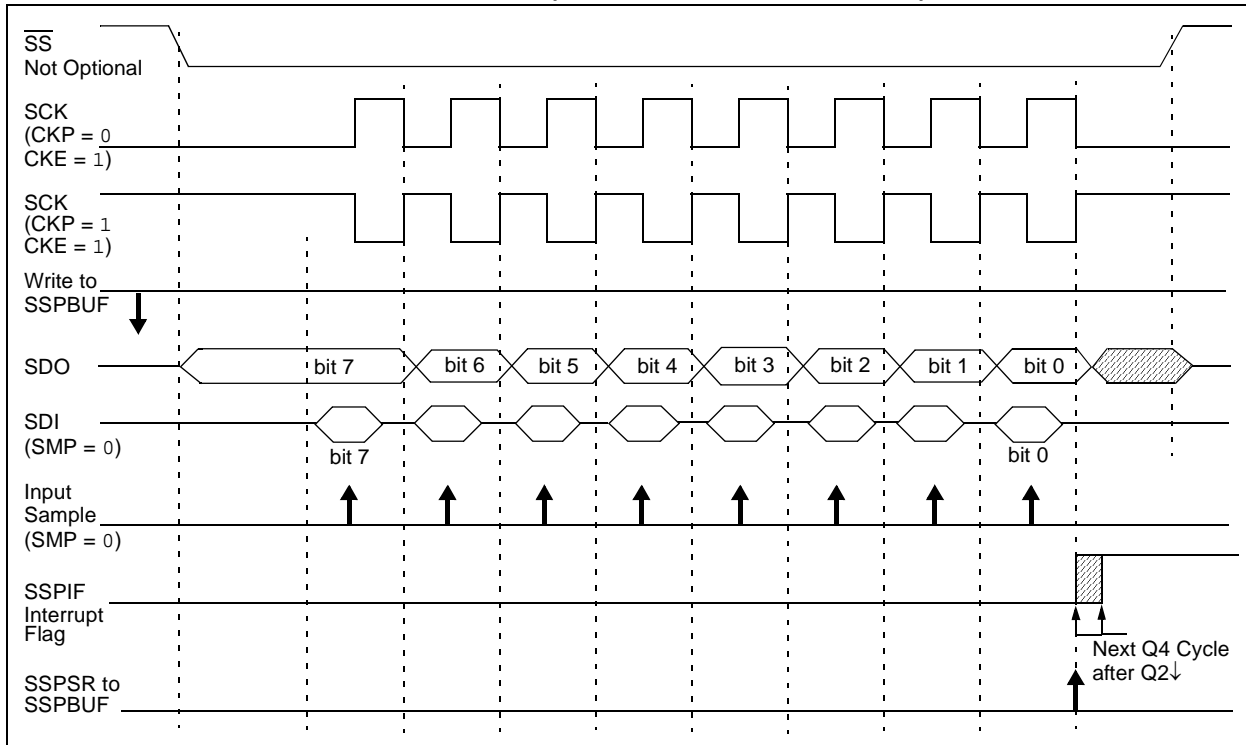 SS
Not Optional
SCK
(CKP = 0
CKE = 1)
SCK
(CKP = 1
CKE = 1)
Write to
SSPBUF
SDO
bit 7
bit 6
bit 5
bit 4
bit 3
bit 2
bit 1
bit 0
SDI
(SMP = 0)
bit 7
bit 0
Input
Sample
(SMP = 0)
SSPIF
Interrupt
Flag
Next Q4 Cycle
after Q2↓
SSPSR to
SSPBUF